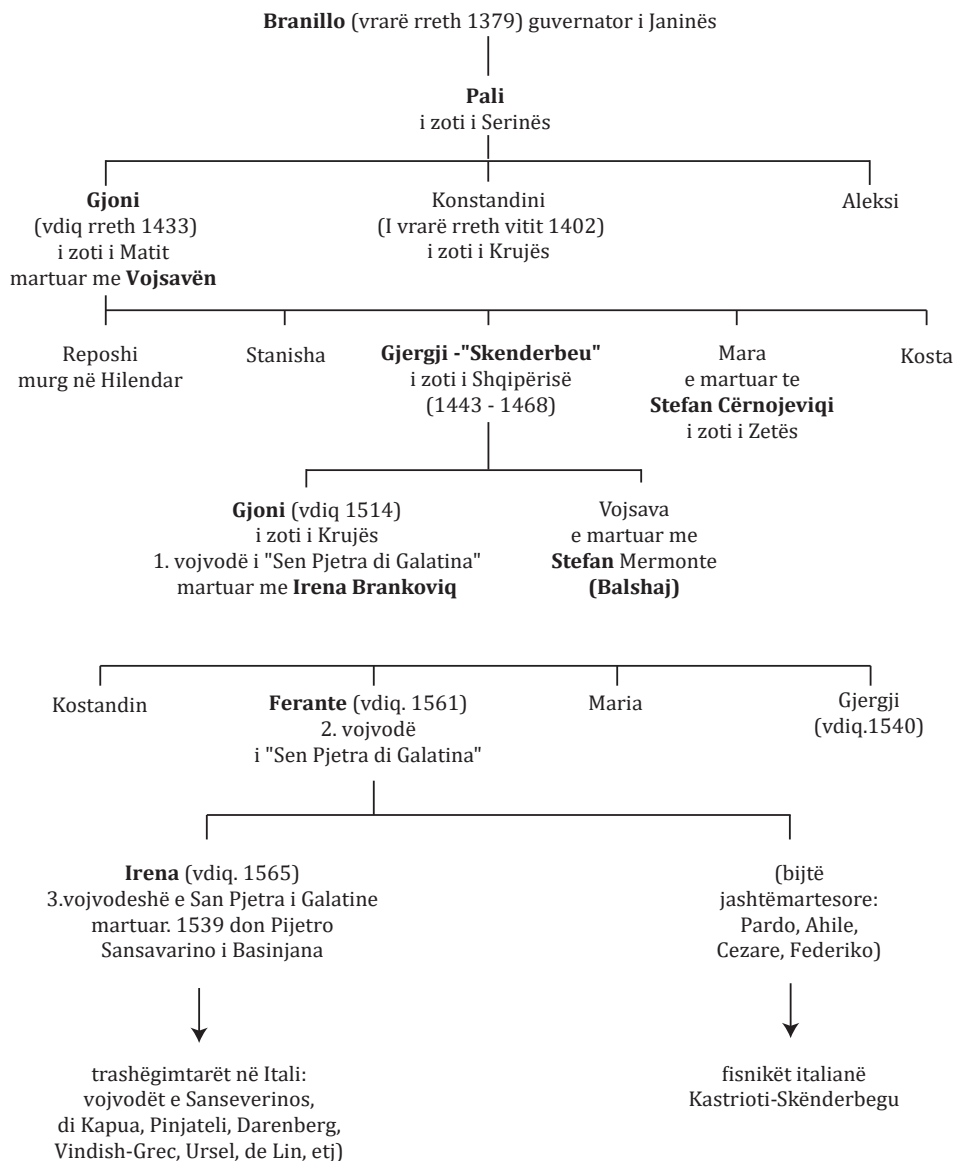 Branillo (vrarë rreth 1379) guvernator i Janinës
Pali
i zoti i Serinës
Gjoni
(vdiq rreth 1433)
i zoti i Matit
martuar me Vojsavën
Konstandini
(I vrarë rreth vitit 1402)
i zoti i Krujës
Aleksi
Reposhi
murg në Hilendar
Stanisha
Gjergji -"Skenderbeu"
i zoti i Shqipërisë
(1443 - 1468)
Mara
e martuar te
Stefan Cërnojeviqi
i zoti i Zetës
Kosta
Gjoni (vdiq 1514)
i zoti i Krujës
1. vojvodë i "Sen Pjetra di Galatina"
martuar me Irena Brankoviq
Vojsava
e martuar me
Stefan Mermonte
(Balshaj)
Kostandin
Ferante (vdiq. 1561)
2. vojvodë
i "Sen Pjetra di Galatina"
Maria
Gjergji
(vdiq.1540)
Irena (vdiq. 1565)
3.vojvodeshë e San Pjetra i Galatine
martuar. 1539 don Pijetro
Sansavarino i Basinjana
(bijtë
jashtëmartesore:
Pardo, Ahile,
Cezare, Federiko)
trashëgimtarët në Itali:
vojvodët e Sanseverinos,
di Kapua, Pinjateli, Darenberg,
Vindish-Grec, Ursel, de Lin, etj)
fisnikët italianë
Kastrioti-Skënderbegu